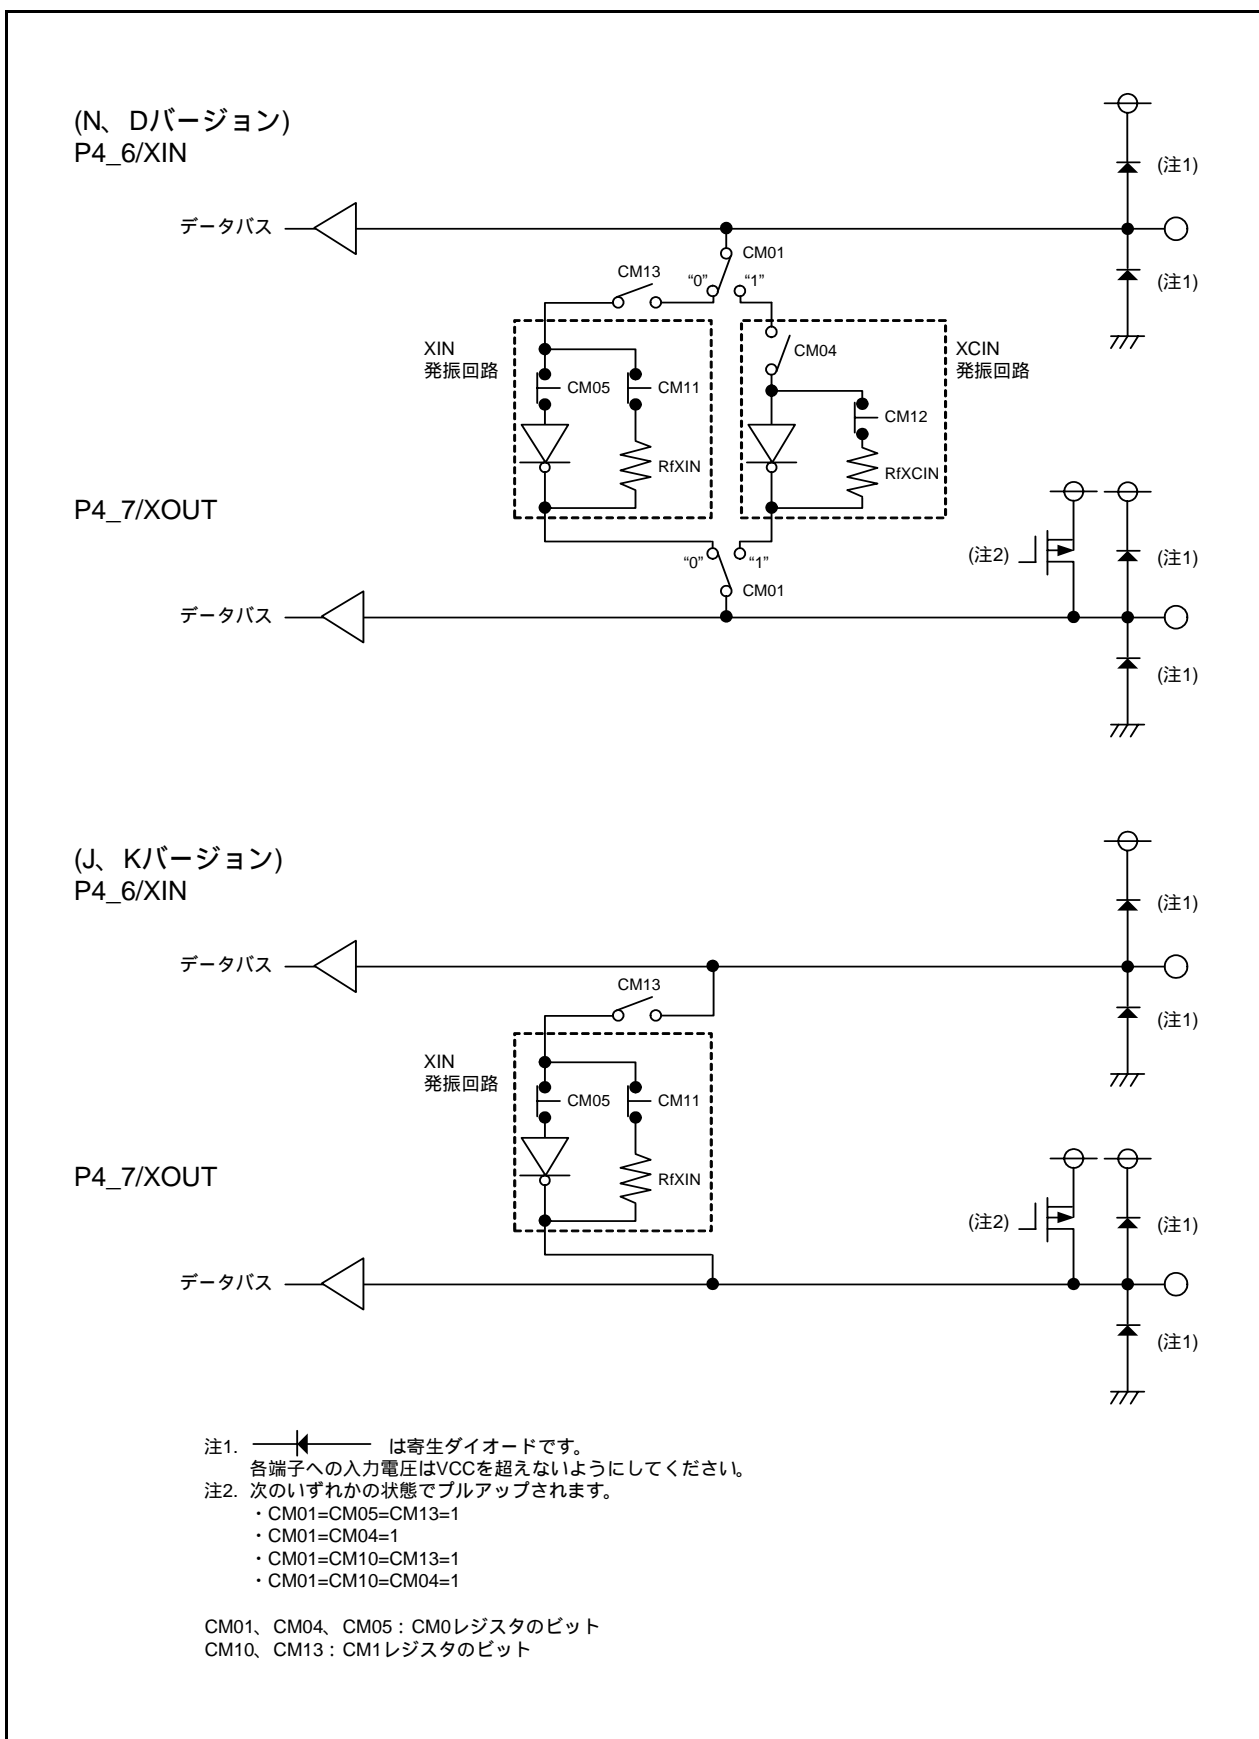 (N、Dバージョン)
P4_6/XIN
(注1)
データバス
CM01
CM13
“0”
“1”
(注1)
XIN
発振回路
CM05
CM11
RfXIN
CM04
CM12
RfXCIN
XCIN
発振回路
P4_7/XOUT
“0”
“1”
CM01
(注2)
(注1)
データバス
(注1)
(J、Kバージョン)
P4_6/XIN
(注1)
データバス
CM13
(注1)
XIN
発振回路
CM05
CM11
RfXIN
P4_7/XOUT
(注2)
(注1)
データバス
(注1)
注1. は寄生ダイオードです。
各端子への入力電圧はVCCを超えないようにしてください。
注2. 次のいずれかの状態でプルアップされます。
・CM01=CM05=CM13=1
・CM01=CM04=1
・CM01=CM10=CM13=1
・CM01=CM10=CM04=1
CM01、CM04、CM05：CM0レジスタのビット
CM10、CM13：CM1レジスタのビット